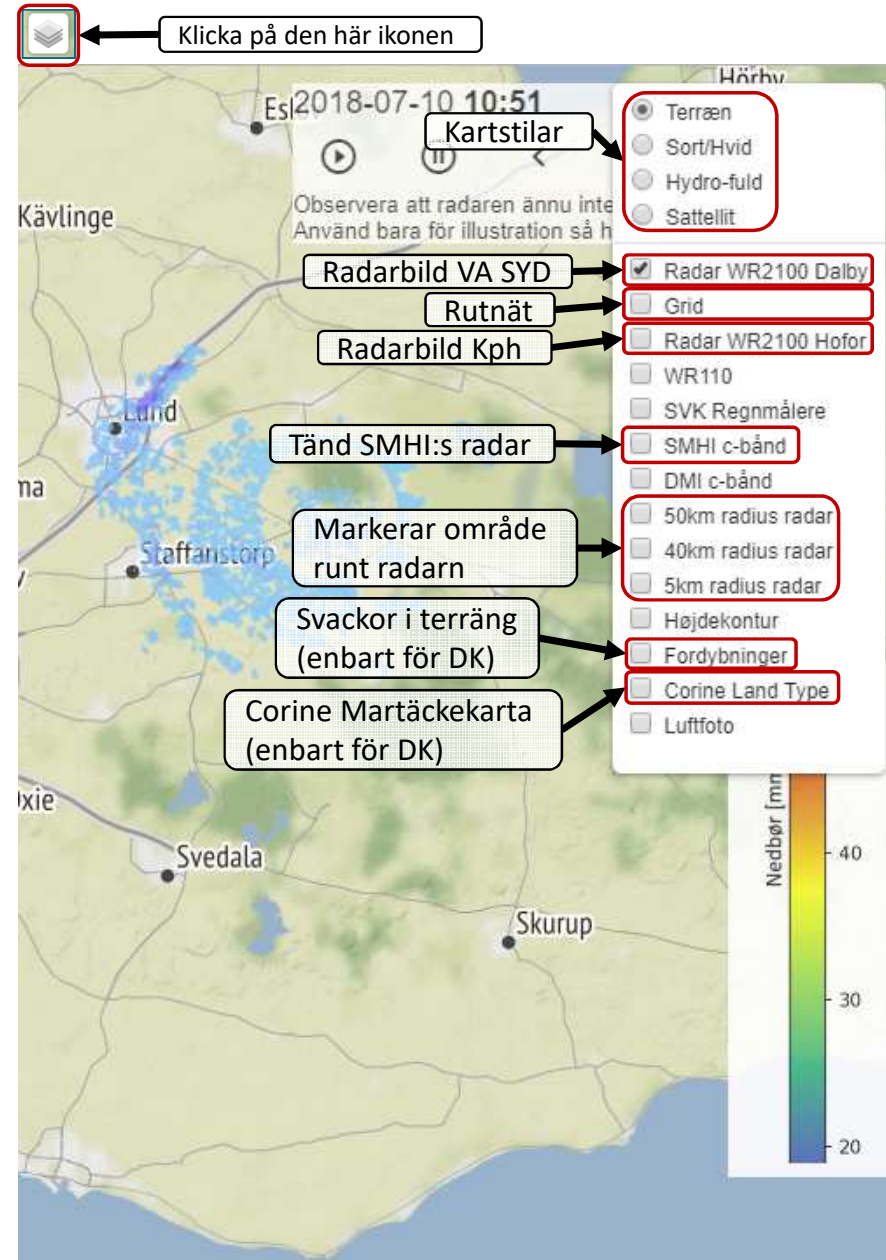 Klicka på den här ikonen
Hörby
2018-07-10 10:51
Kartstilar
Terræn
Sort/Hvid
Hydro-fuld
Sattellit
Kävlinge
Observera att radaren ännu inte
Använd bara för illustration så h
Radarbild VA SYD
Radar WR2100 Dalby
Rutnät
Grid
Radarbild Kph
Radar WR2100 Hofor
WR110
SVK Regnmålere
Lund
Tänd SMHI:s radar
SMHI c-bånd
DMI c-bånd
Markerar område
runt radarn
50km radius radar
40km radius radar
5km radius radar
Staffanstorp
Svackor i terräng
(enbart för DK)
Højdekontur
Fordybninger
Corine Martäckekarta
(enbart för DK)
Corine Land Type
Luftfoto
Nedbør [mm
40
Svedala
Skurup
30
20